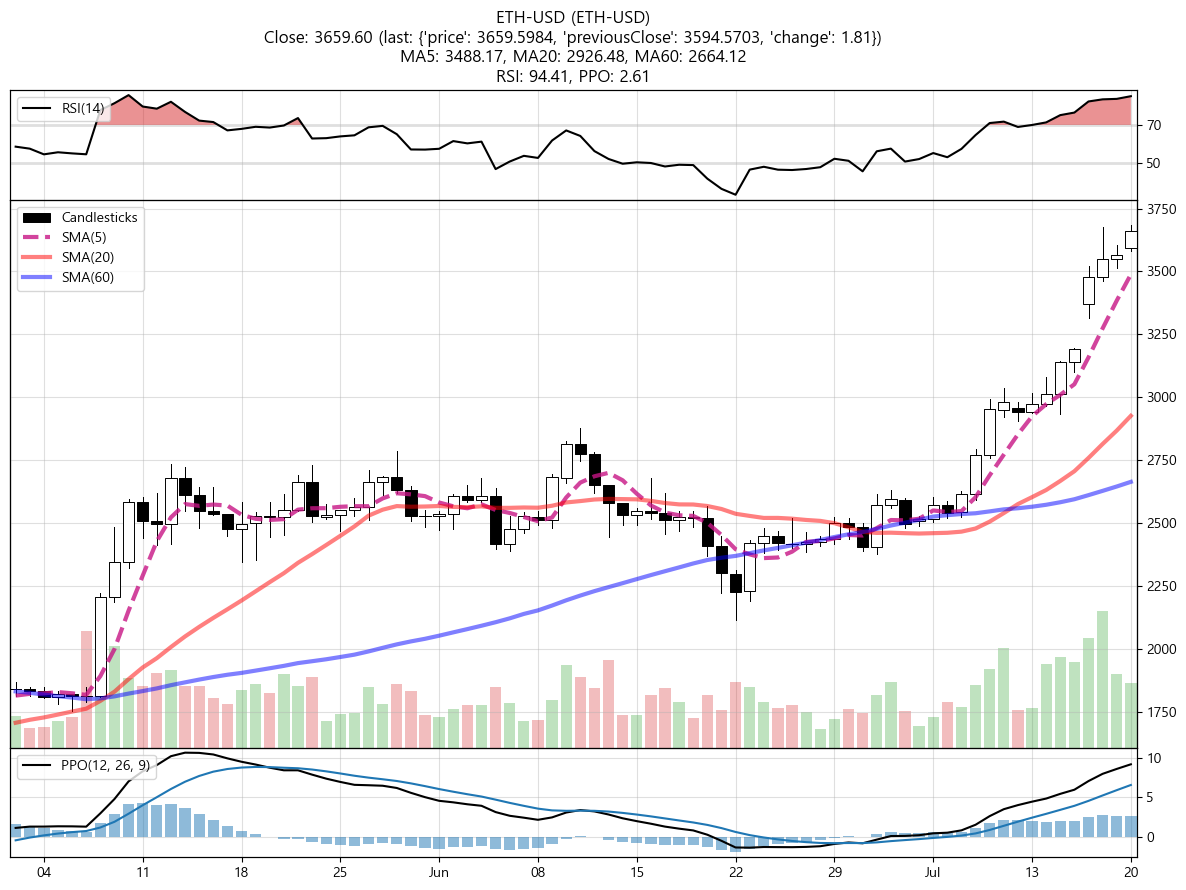 ETH-USD (ETH-USD)
Close: 3659.60 (last: {'price': 3659.5984, 'previousClose': 3594.5703, 'change': 1.81})
MA5: 3488.17, MA20: 2926.48, MA60: 2664.12
RSI: 94.41, PPO: 2.61
RSI(14)
70
50
Candlesticks
SMA(5)
SMA(20)
SMA(60)
3750
3500
3250
3000
2750
2500
2250
2000
1750
PPO(12, 26, 9)
10
5
0
04 11 18 25 Jun 08 15 22 29 Jul 13 20